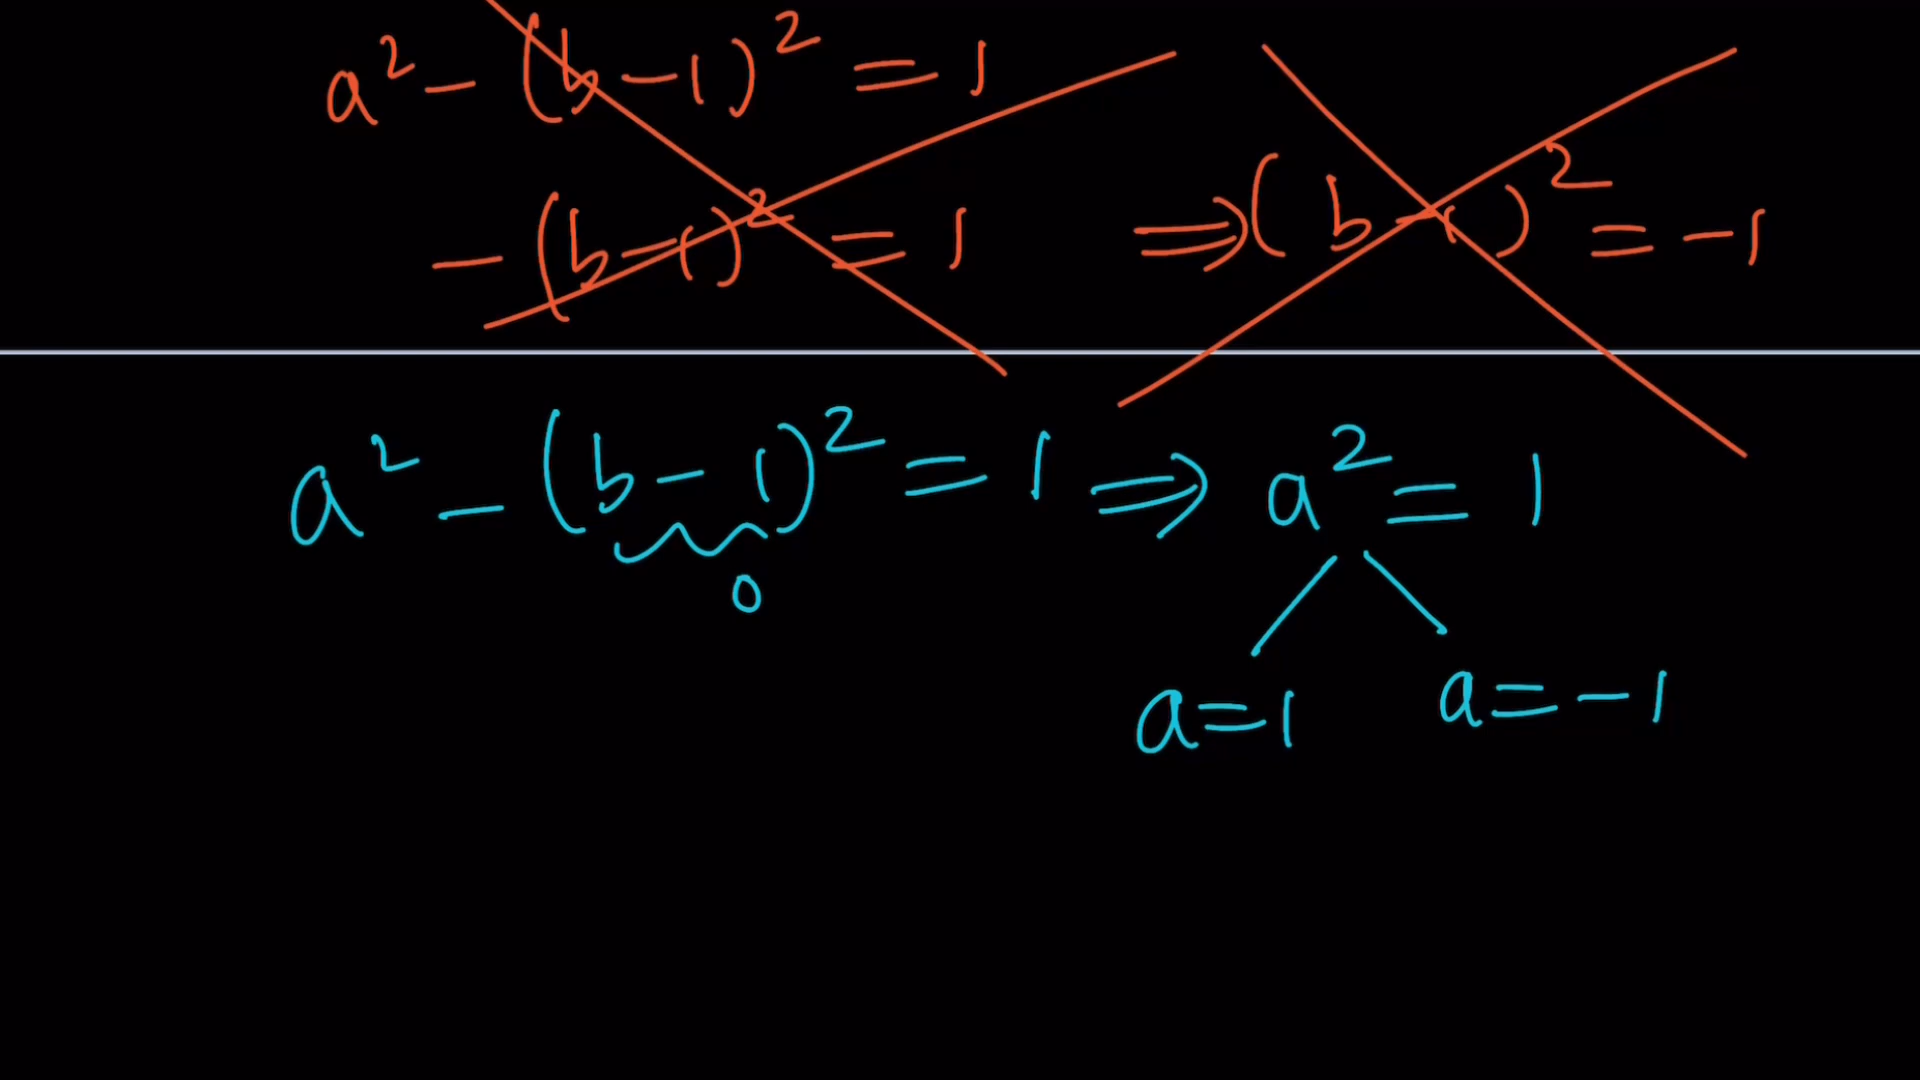 a² - (b - 1)² = 1
- (b - 1)² = 1 ⇒ (b - 1)² = -1
a² - (b - 1)² = 1 ⇒ a² = 1
0
a = 1 a = -1